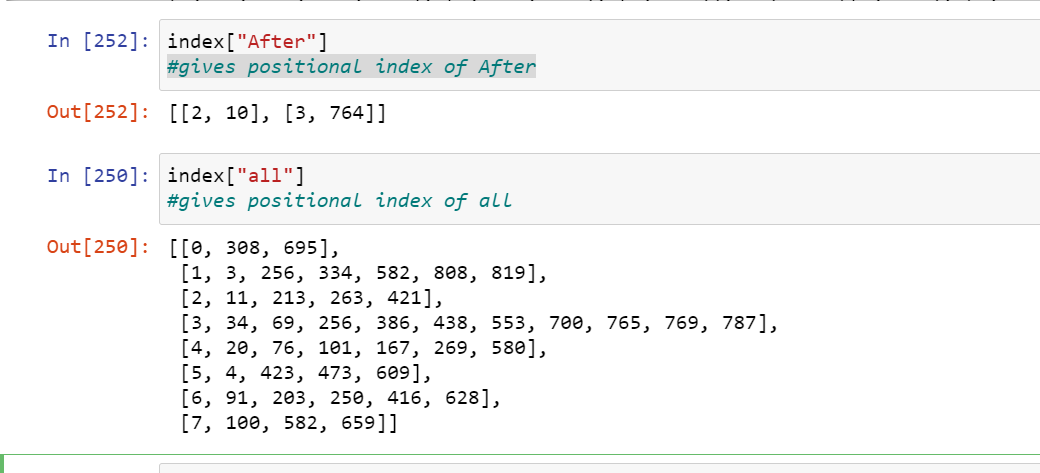 In [252]: index["After"]
#gives positional index of After
Out[252]: [[2, 10], [3, 764]]
In [250]: index["all"]
#gives positional index of all
Out[250]: [[0, 308, 695],
[1, 3, 256, 334, 582, 808, 819],
[2, 11, 213, 263, 421],
[3, 34, 69, 256, 386, 438, 553, 700, 765, 769, 787],
[4, 20, 76, 101, 167, 269, 580],
[5, 4, 423, 473, 609],
[6, 91, 203, 250, 416, 628],
[7, 100, 582, 659]]